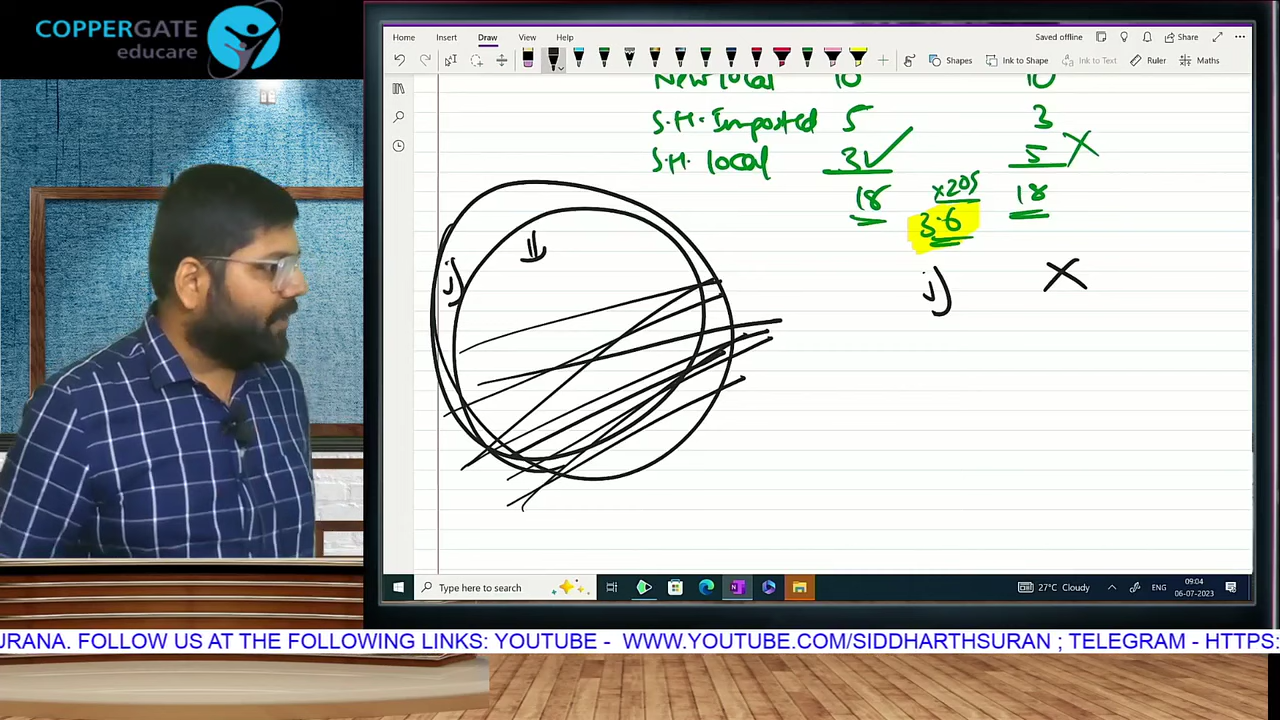 COPPERGATE
educare
Home Insert Draw View Help
Saved offline Share
Shapes Ink to Shape Ink to Text Ruler Maths
New local 10 10
S.H. Imported 5 3
S.H. local 3 ✓ 5 X
18 x20% 18
3.6
i) X
i) ii
Type here to search
27°C Cloudy ENG 09:04
06-07-2023
URANA. FOLLOW US AT THE FOLLOWING LINKS: YOUTUBE - WWW.YOUTUBE.COM/SIDDHARTHSURAN ; TELEGRAM - HTTPS: